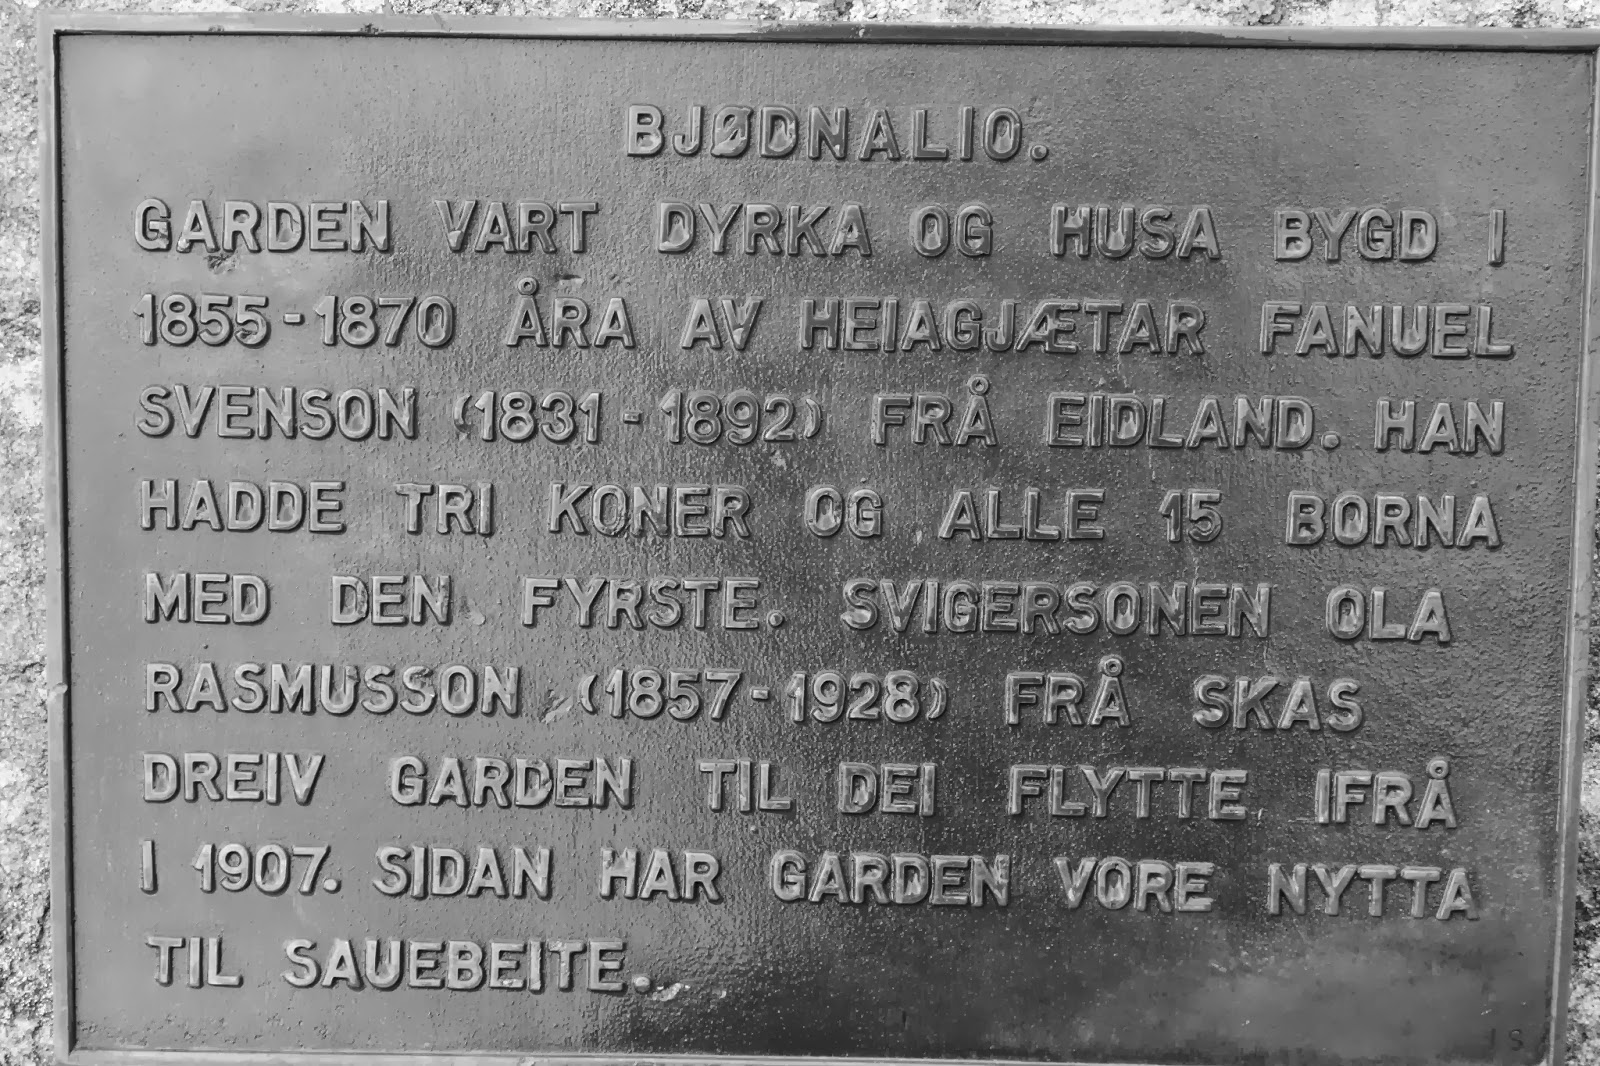 BJØDNALIO.
GARDEN VART DYRKA OG HUSA BYGD I
1855-1870 ÅRA AV HEIAGJÆTAR FANUEL
SVENSON (1831-1892) FRÅ EIDLAND. HAN
HADDE TRI KONER OG ALLE 15 BORNA
MED DEN FYRSTE. SVIGERSONEN OLA
RASMUSSON (1857-1928) FRÅ SKAS
DREIV GARDEN TIL DEI FLYTTE IFRÅ
I 1907. SIDAN HAR GARDEN VORE NYTTA
TIL SAUEBEITE.